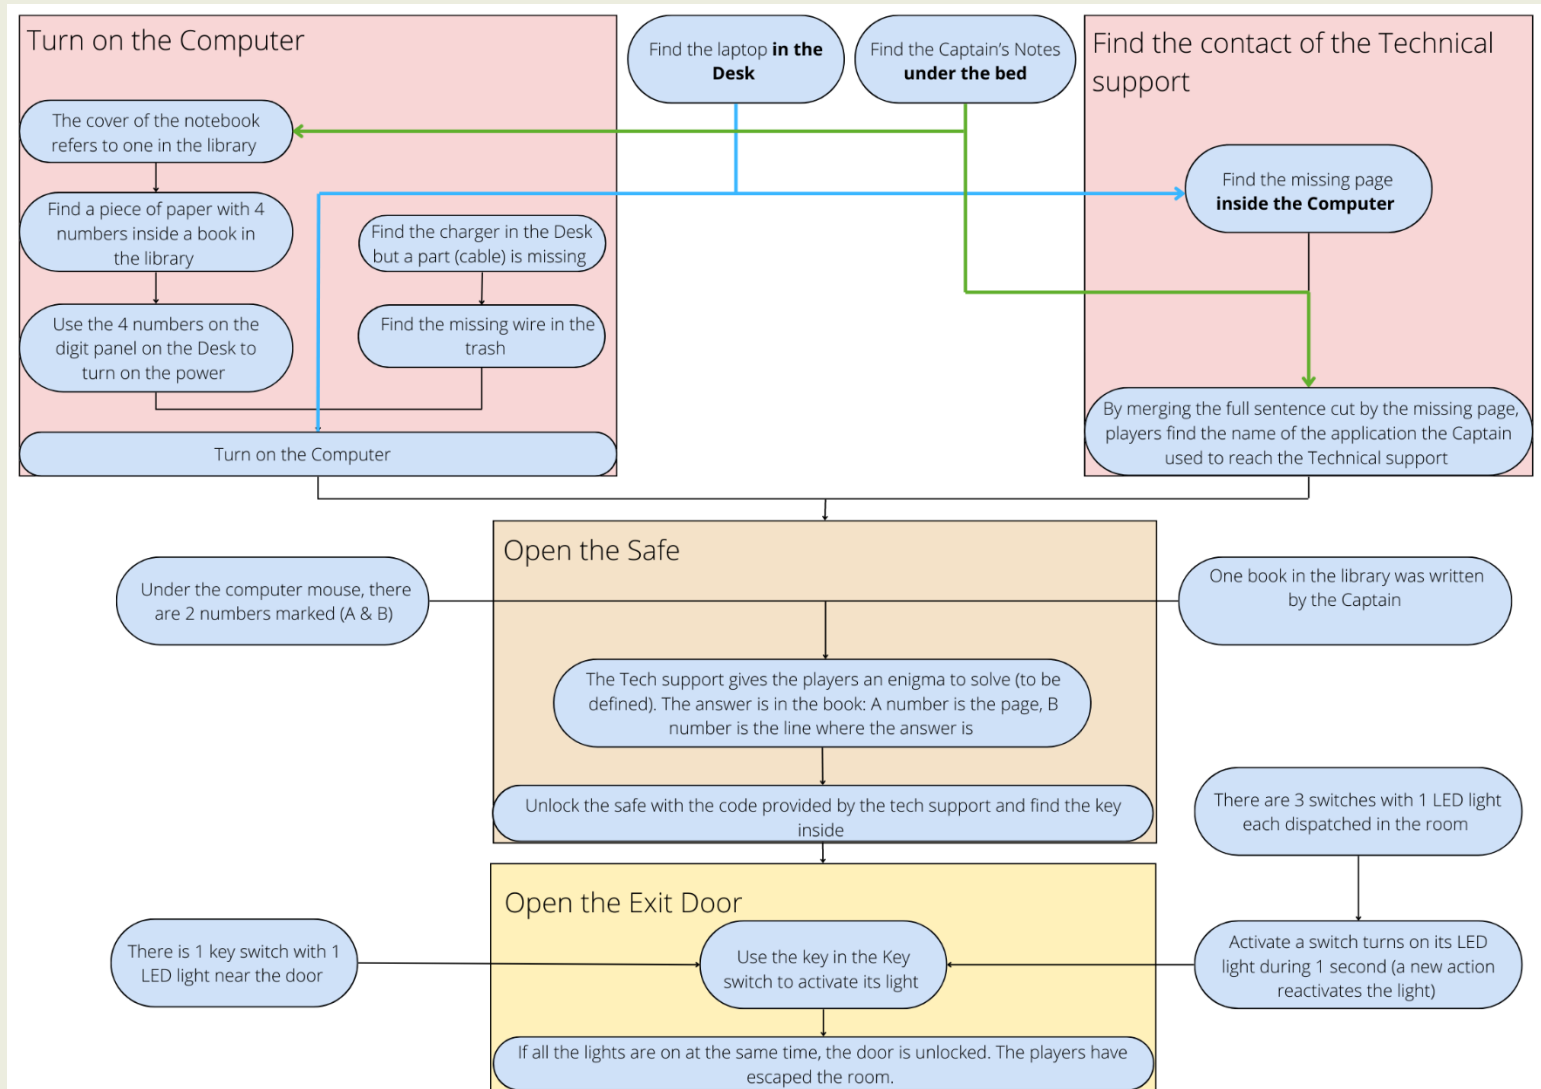 Turn on the Computer
Find the laptop in the
Desk
Find the Captain's Notes
under the bed
Find the contact of the Technical
support
The cover of the notebook
refers to one in the library
Find a piece of paper with 4
numbers inside a book in
the library
Use the 4 numbers on the
digit panel on the Desk to
turn on the power
Find the charger in the Desk
but a part (cable) is missing
Find the missing wire in the
trash
Turn on the Computer
Find the missing page
inside the Computer
By merging the full sentence cut by the missing page,
players find the name of the application the Captain
used to reach the Technical support
Open the Safe
Under the computer mouse, there
are 2 numbers marked (A & B)
One book in the library was written
by the Captain
The Tech support gives the players an enigma to solve (to be
defined). The answer is in the book: A number is the page, B
number is the line where the answer is
Unlock the safe with the code provided by the tech support and find the key
inside
There are 3 switches with 1 LED light
each dispatched in the room
Open the Exit Door
There is 1 key switch with 1
LED light near the door
Use the key in the Key
switch to activate its light
Activate a switch turns on its LED
light during 1 second (a new action
reactivates the light)
If all the lights are on at the same time, the door is unlocked. The players have
escaped the room.